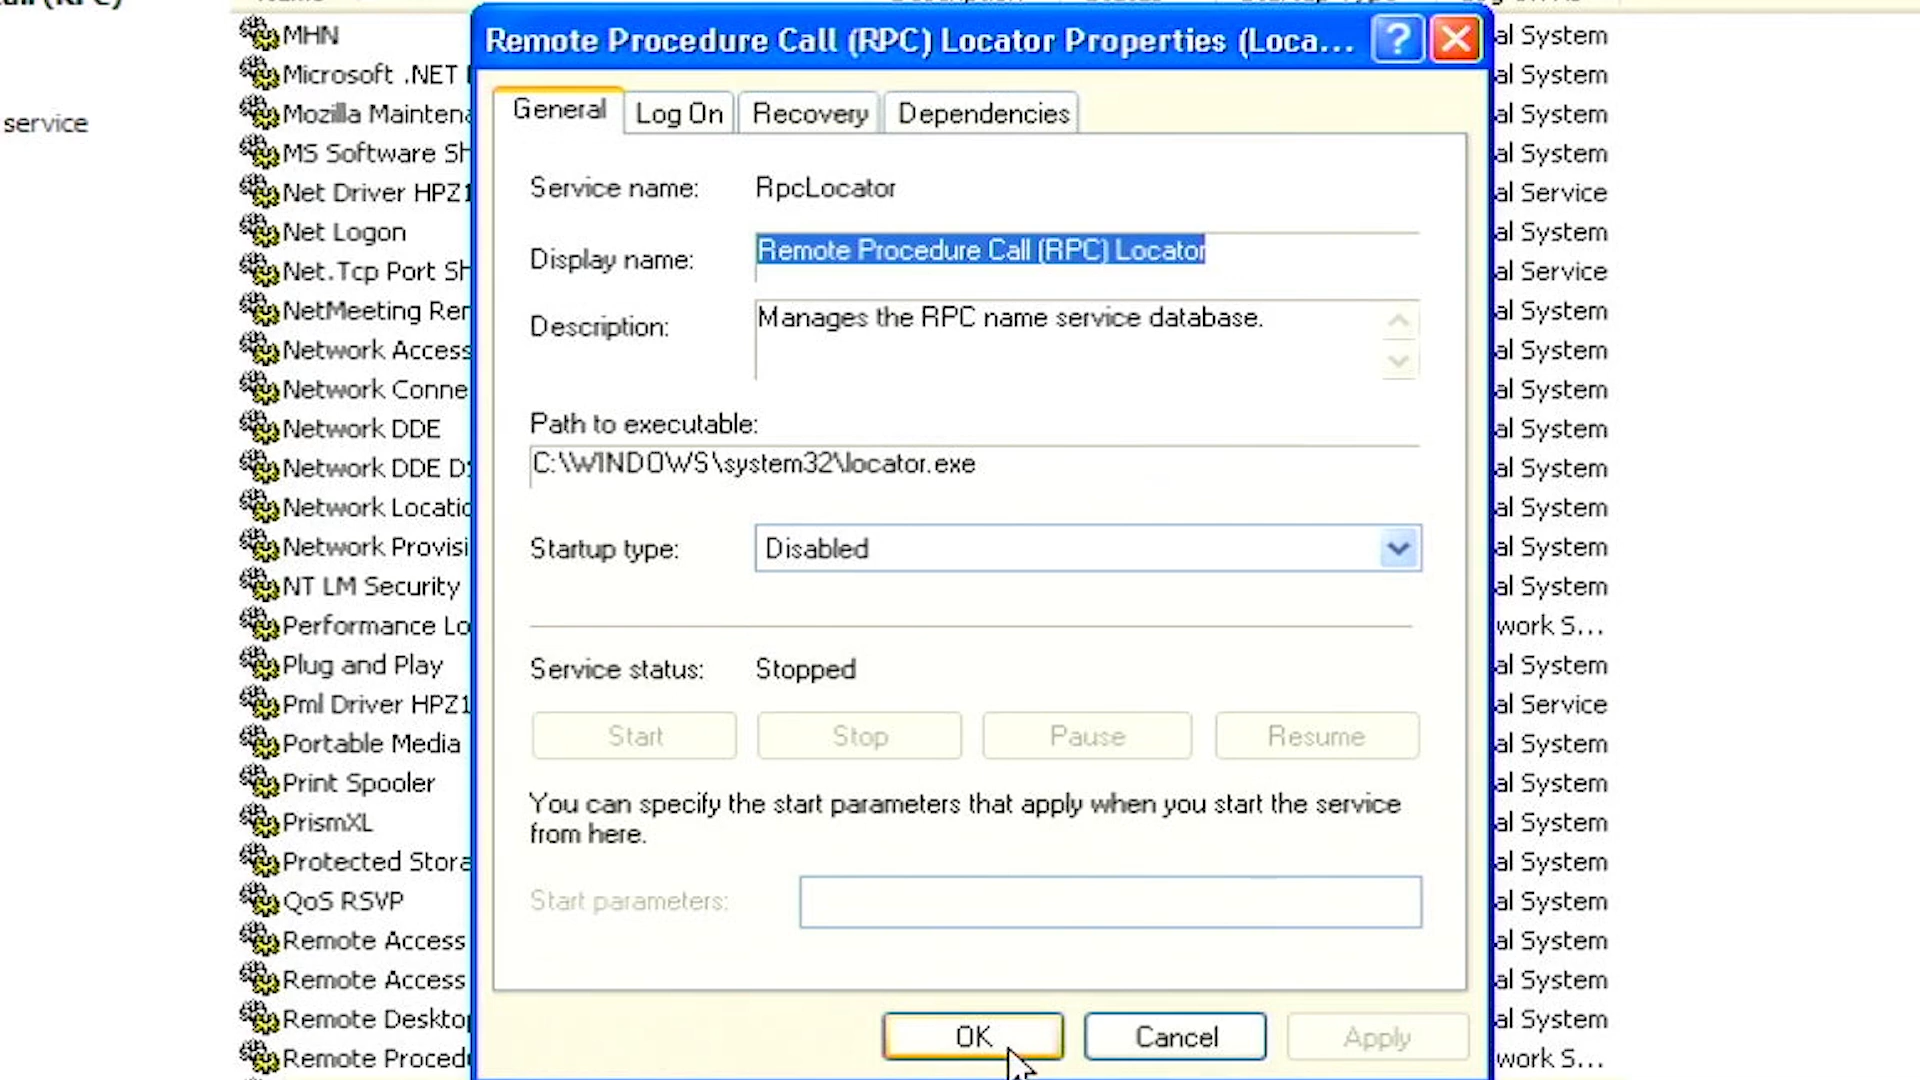 Remote Procedure Call (RPC) Locator Properties (Loca...
General
Log On
Recovery
Dependencies
Service name:
RpcLocator
Display name:
Remote Procedure Call (RPC) Locator
Description:
Manages the RPC name service database.
Path to executable:
C:\WINDOWS\system32\locator.exe
Startup type:
Disabled
Service status:
Stopped
Start
Stop
Pause
Resume
You can specify the start parameters that apply when you start the service
from here.
Start parameters:
OK
Cancel
Apply
service
MHN
al System
Microsoft .NET
al System
Mozilla Maintena
al System
MS Software Sh
al System
Net Driver HPZ1
al Service
Net Logon
al System
Net.Tcp Port Sh
al Service
NetMeeting Rem
al System
Network Access
al System
Network Conne
al System
Network DDE
al System
Network DDE D
al System
Network Locatio
al System
Network Provisi
al System
NT LM Security
al System
Performance Lo
work S...
Plug and Play
al System
Pml Driver HPZ1
al Service
Portable Media
al System
Print Spooler
al System
PrismXL
al System
Protected Stora
al System
QoS RSVP
al System
Remote Access
al System
Remote Access
al System
Remote Desktop
al System
Remote Procedu
work S...